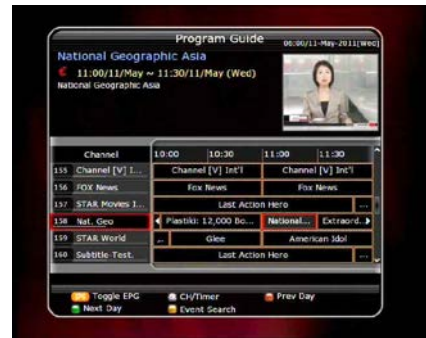 Program Guide
06:00/11-May-2011[Wed]
National Geographic Asia
11:00/11/May ~ 11:30/11/May (Wed)
National Geographic Asia
Channel 10:00 10:30 11:00 11:30
155 Channel [V] I... Channel [V] Int'l Channel [V] Int'l
156 FOX News Fox News Fox News
157 STAR Movies I... Last Action Hero ...
158 Nat. Geo Plastiki: 12,000 Bo... National... Extraord..
159 STAR World ... Glee American Idol
160 Subtitle Test. Last Action Hero ...
Toggle EPG CH/Timer Prev Day
Next Day Event Search